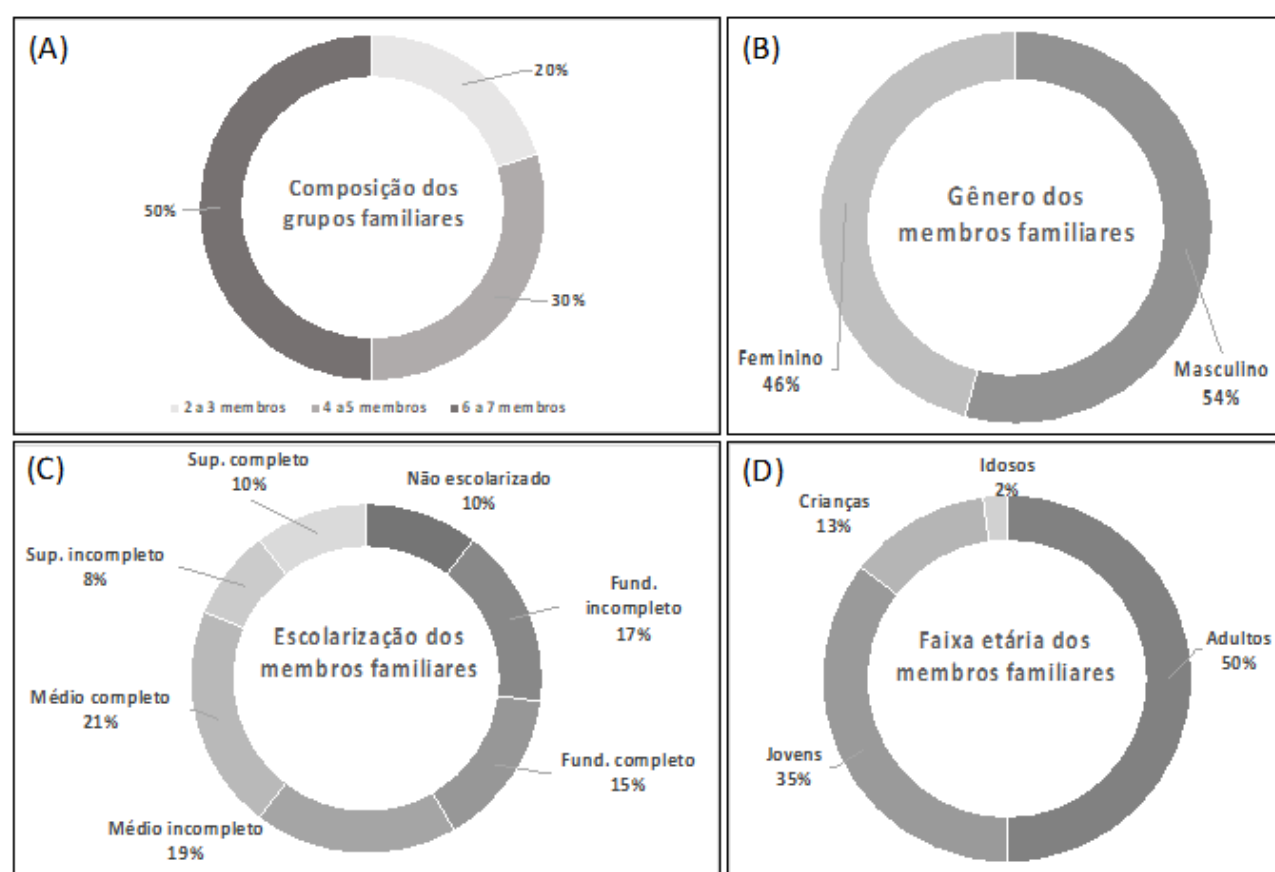 (A)
20%
Composição dos
grupos familiares
50%
30%
2 a 3 membros 4 a 5 membros 6 a 7 membros
(B)
Gênero dos
membros familiares
Feminino
46%
Masculino
54%
(C)
Sup. completo
10%
Não escolarizado
10%
Sup. incompleto
8%
Fund.
incompleto
17%
Escolarização dos
membros familiares
Médio completo
21%
Fund. completo
15%
Médio incompleto
19%
(D)
Idosos
2%
Crianças
13%
Faixa etária dos
membros familiares
Adultos
50%
Jovens
35%